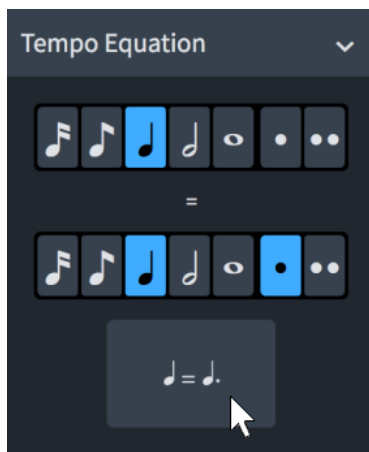 Tempo Equation
=
♩ = ♩.